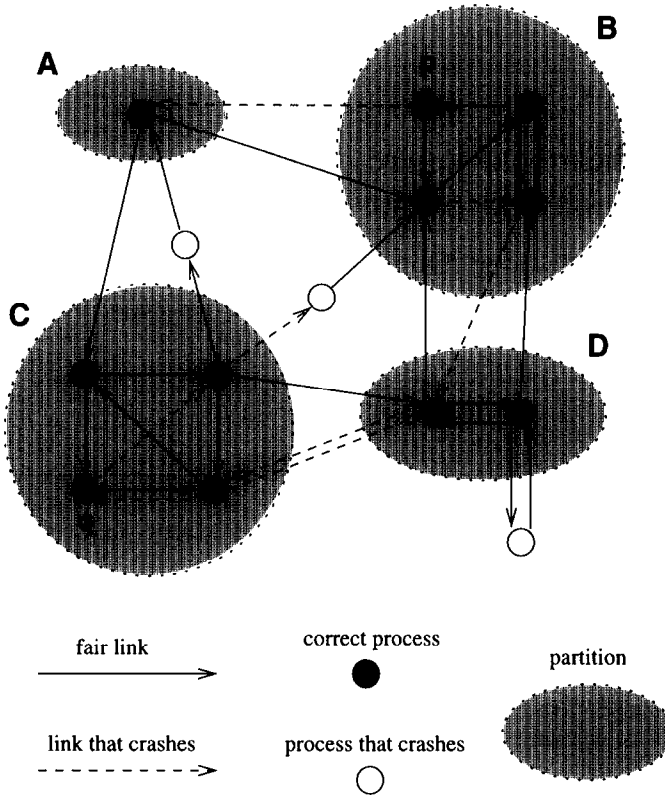 A
B
C
D
fair link
correct process
partition
link that crashes
process that crashes